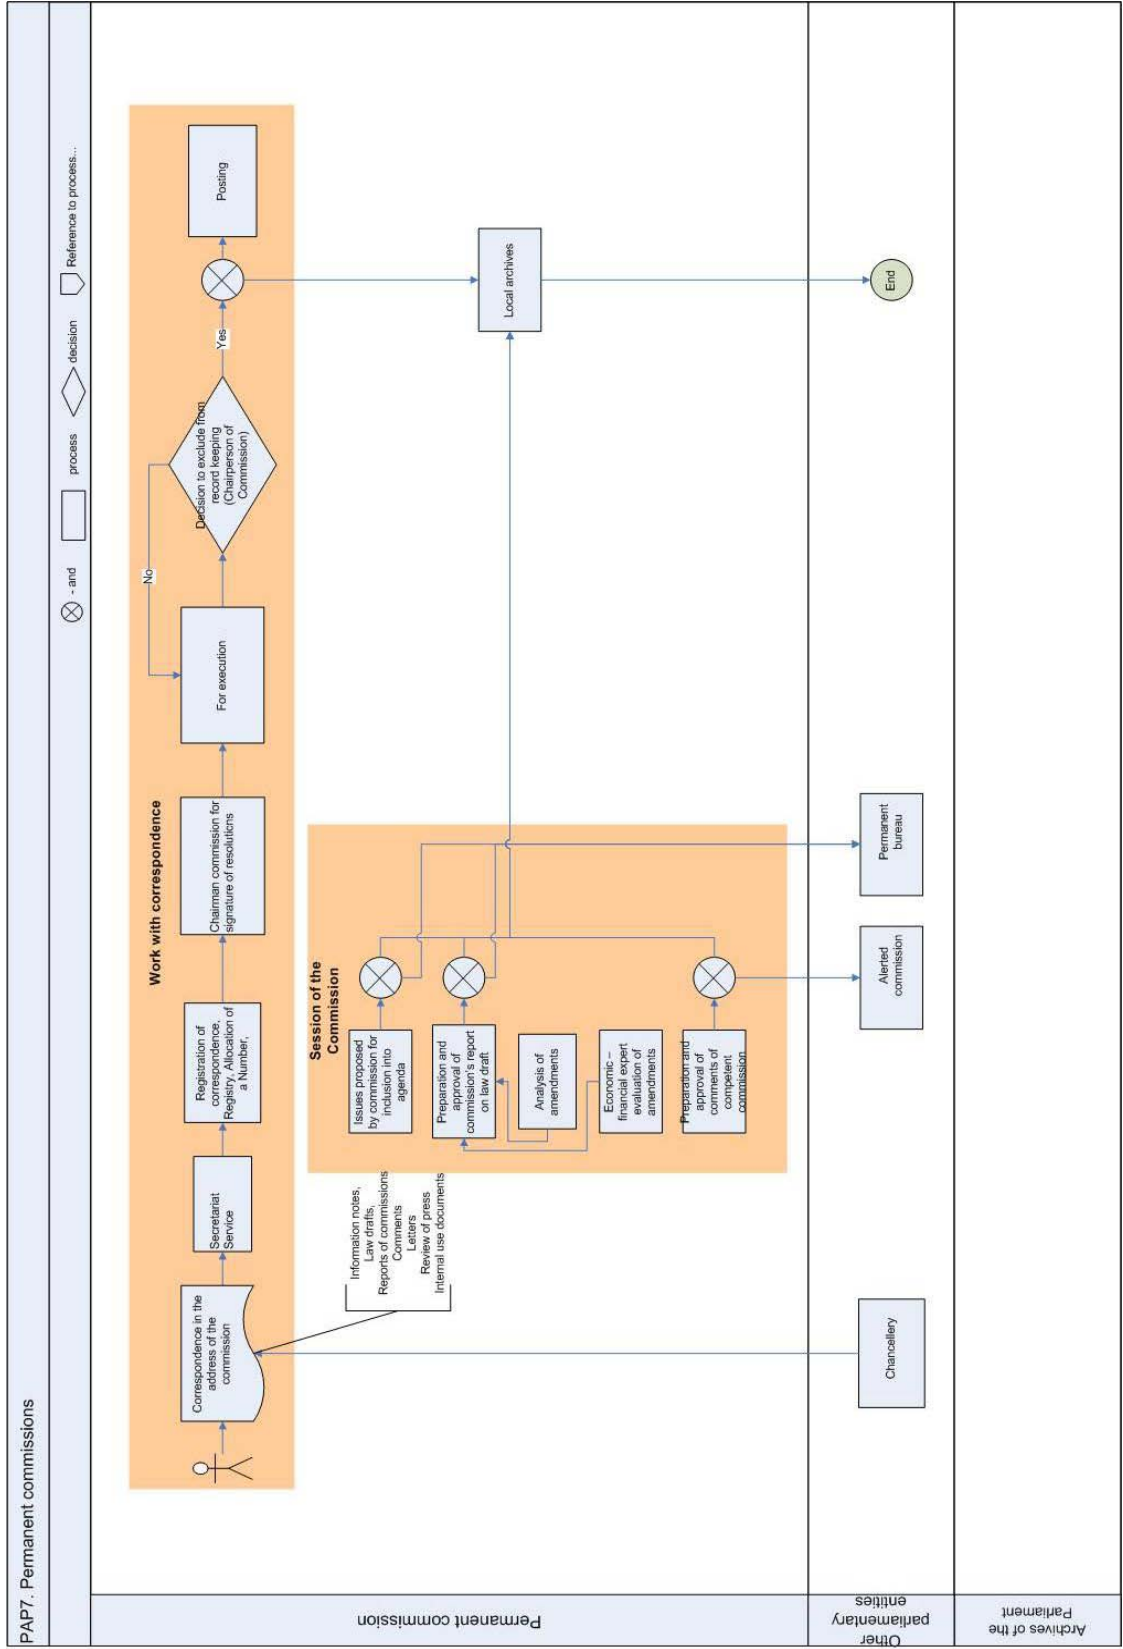 PAP7. Permanent commissions
- and
process
decision
Reference to process...
Permanent commission
Other
parliamentary
entities
Archives of the
Parliament
Work with correspondence
Correspondence in the
address of the
commission
Secretariat
Service
Registration of
correspondence,
Registry, Allocation of
a Number,
Chairman commission for
signature of resolutions
For execution
No
Decision to exclude from
record keeping
(Chairperson of
Commission)
Yes
Posting
Information notes,
Law drafts,
Reports of commissions
Comments
Letters
Review of press
Internal use documents
Session of the
Commission
Issues proposed
by commission for
inclusion into
agenda
Preparation and
approval of
commission's report
on law draft
Analysis of
amendments
Economic –
financial expert
evaluation of
amendments
Preparation and
approval of
comments of
competent
commission
Local archives
Chancellery
Alerted
commission
Permanent
bureau
End